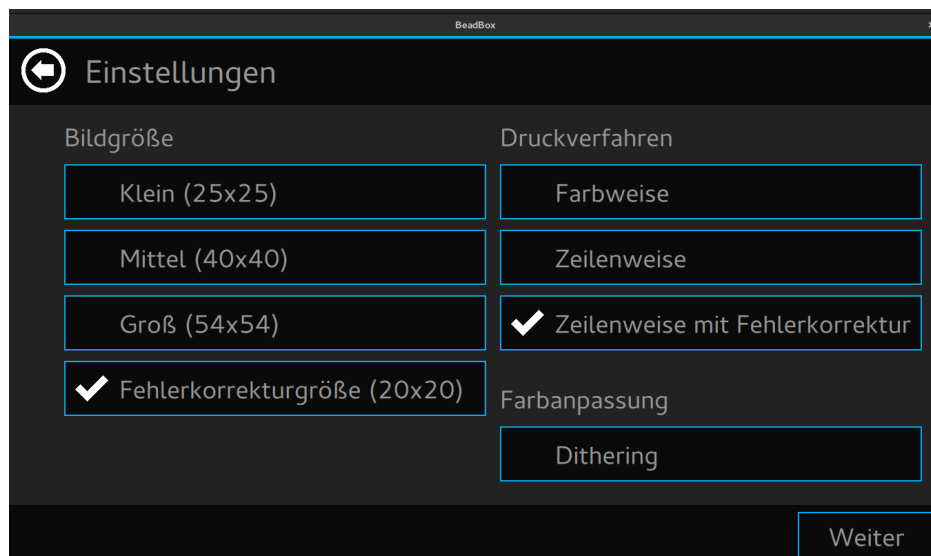 BeadBox
Einstellungen
Bildgröße
Klein (25x25)
Mittel (40x40)
Groß (54x54)
Fehlerkorrekturgröße (20x20)
Druckverfahren
Farbweise
Zeilenweise
Zeilenweise mit Fehlerkorrektur
Farbanpassung
Dithering
Weiter